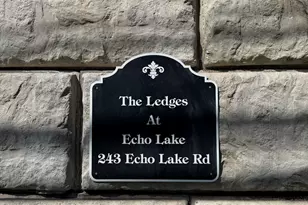 The Ledges
At
Echo Lake
243 Echo Lake Rd